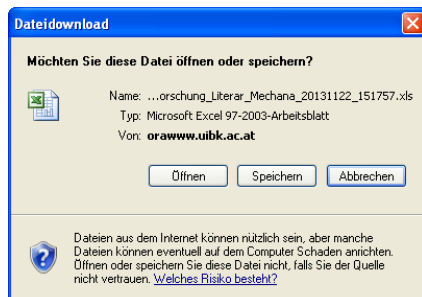 Dateidownload
Möchten Sie diese Datei öffnen oder speichern?
Name: ...orschung_Literar_Mechana_20131122_151757.xls
Typ: Microsoft Excel 97-2003-Arbeitsblatt
Von: orawww.uibk.ac.at
Öffnen Speichern Abbrechen
Dateien aus dem Internet können nützlich sein, aber manche
Dateien können eventuell auf dem Computer Schaden anrichten.
Öffnen oder speichern Sie diese Datei nicht, falls Sie der Quelle
nicht vertrauen. Welches Risiko besteht?